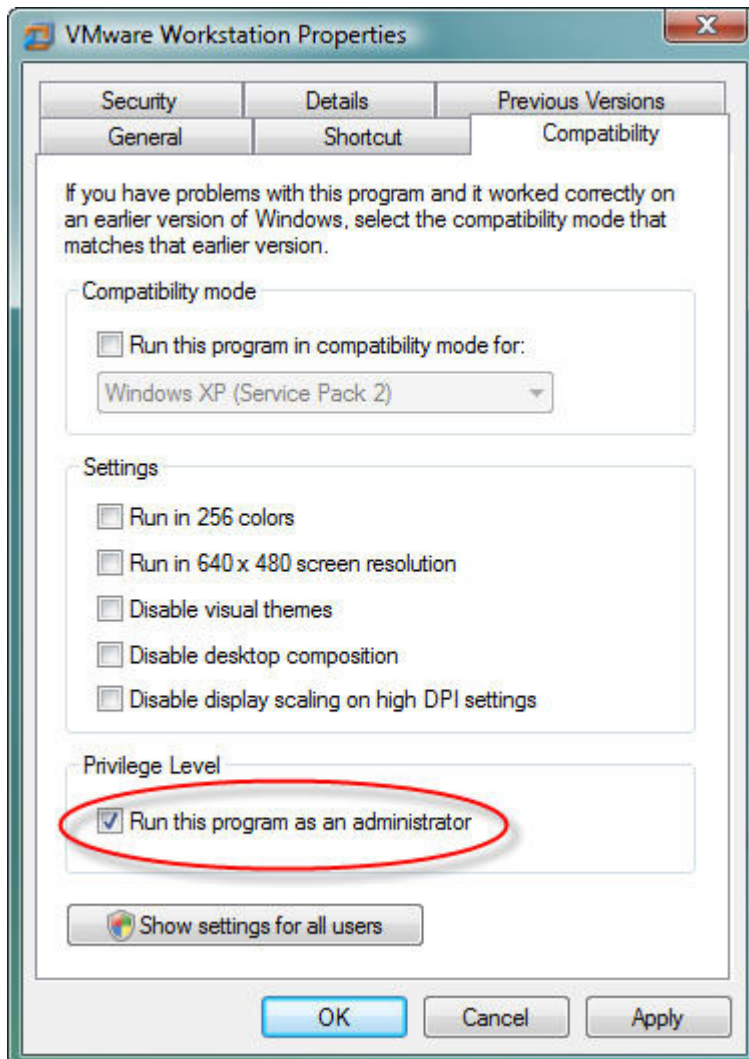 VMware Workstation Properties
Security Details Previous Versions
General Shortcut Compatibility
If you have problems with this program and it worked correctly on
an earlier version of Windows, select the compatibility mode that
matches that earlier version.
Compatibility mode
Run this program in compatibility mode for:
Windows XP (Service Pack 2)
Settings
Run in 256 colors
Run in 640 x 480 screen resolution
Disable visual themes
Disable desktop composition
Disable display scaling on high DPI settings
Privilege Level
Run this program as an administrator
Show settings for all users
OK Cancel Apply